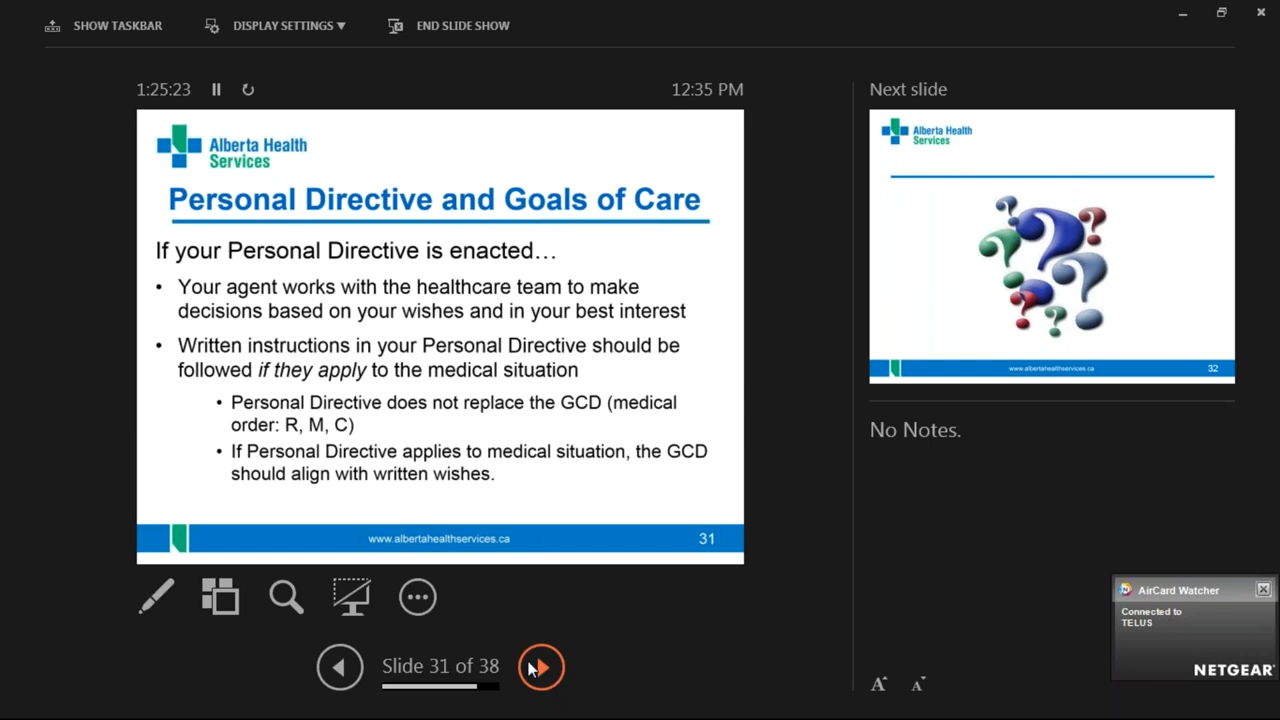 SHOW TASKBAR DISPLAY SETTINGS ▼ END SLIDE SHOW
1:25:23 12:35 PM
Alberta Health
Services
Personal Directive and Goals of Care
If your Personal Directive is enacted…
• Your agent works with the healthcare team to make
decisions based on your wishes and in your best interest
• Written instructions in your Personal Directive should be
followed if they apply to the medical situation
• Personal Directive does not replace the GCD (medical
order: R, M, C)
• If Personal Directive applies to medical situation, the GCD
should align with written wishes.
www.albertahealthservices.ca 31
Slide 31 of 38
Next slide
Alberta Health
Services
? ? ? ? ? ? ?
www.albertahealthservices.ca 32
No Notes.
A A
AirCard Watcher
Connected to
TELUS
NETGEAR